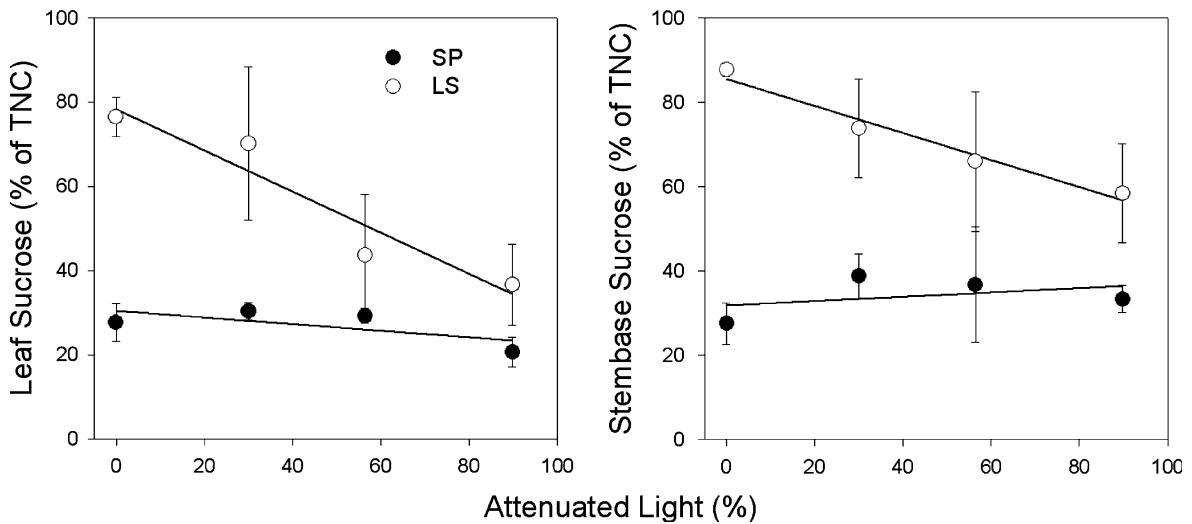 Leaf Sucrose (% of TNC)
100
80
60
40
20
0
SP
LS
0 20 40 60 80 100
Stembase Sucrose (% of TNC)
100
80
60
40
20
0
0 20 40 60 80 100
Attenuated Light (%)